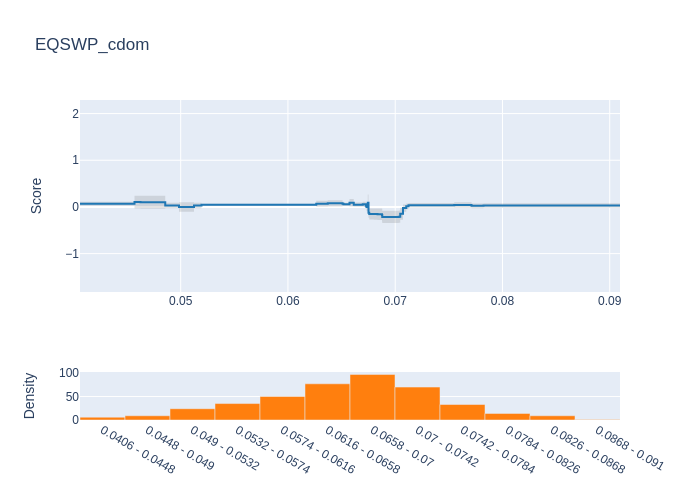 EQSWP_cdom
2
1
0
−1
Score
0.05 0.06 0.07 0.08 0.09
100
50
0
Density
0.0406 - 0.0448
0.0448 - 0.049
0.049 - 0.0532
0.0532 - 0.0574
0.0574 - 0.0616
0.0616 - 0.0658
0.0658 - 0.07
0.07 - 0.0742
0.0742 - 0.0784
0.0784 - 0.0826
0.0826 - 0.0868
0.0868 - 0.091